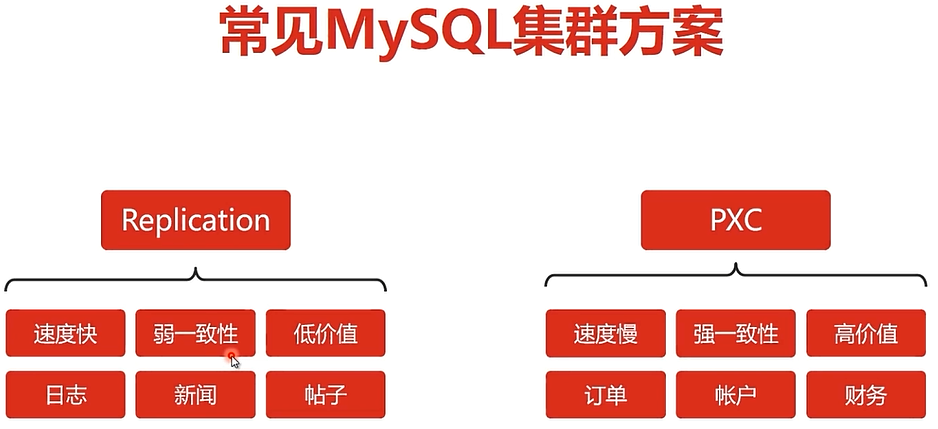 常见MySQL集群方案
Replication
PXC
速度快 弱一致性 低价值
日志 新闻 帖子
速度慢 强一致性 高价值
订单 帐户 财务